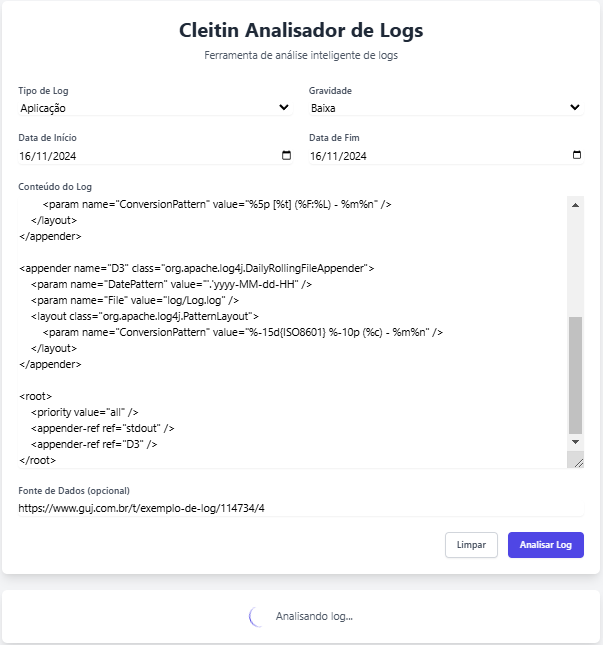 Cleitin Analisador de Logs
Ferramenta de análise inteligente de logs
Tipo de Log
Gravidade
Aplicação
Baixa
Data de Início
Data de Fim
16/11/2024
16/11/2024
Conteúdo do Log
<param name="ConversionPattern" value="%5p [%t] (%F:%L) - %m%n" />
</layout>
</appender>
<appender name="D3" class="org.apache.log4j.DailyRollingFileAppender">
<param name="DatePattern" value="'.'yyyy-MM-dd-HH" />
<param name="File" value="log/Log.log" />
<layout class="org.apache.log4j.PatternLayout">
<param name="ConversionPattern" value="%-15d{ISO8601} %-10p (%c) - %m%n" />
</layout>
</appender>
<root>
<priority value="all" />
<appender-ref ref="stdout" />
<appender-ref ref="D3" />
</root>
Fonte de Dados (opcional)
https://www.guj.com.br/t/exemplo-de-log/114734/4
Limpar
Analisar Log
Analisando log...